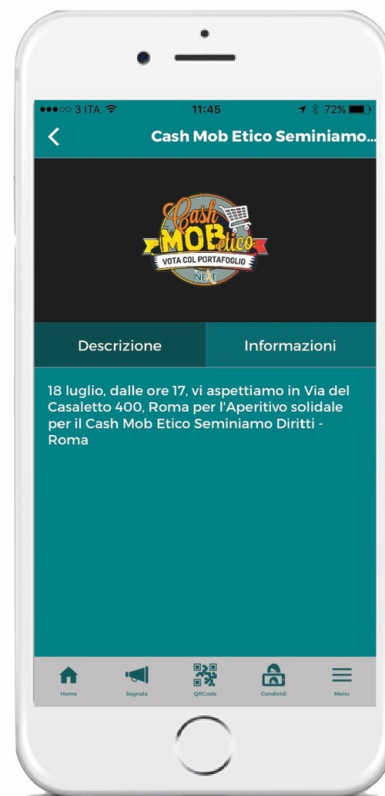 3 ITA 11:45 72%
Cash Mob Etico Seminiamo...
Cash
MOB Etico
VOTA COL PORTAFOGLIO
NEXT
Descrizione Informazioni
18 luglio, dalle ore 17, vi aspettiamo in Via del
Casaletto 400, Roma per l'Aperitivo solidale
per il Cash Mob Etico Seminiamo Diritti -
Roma
Home Segnala QRCode Condividi Menu